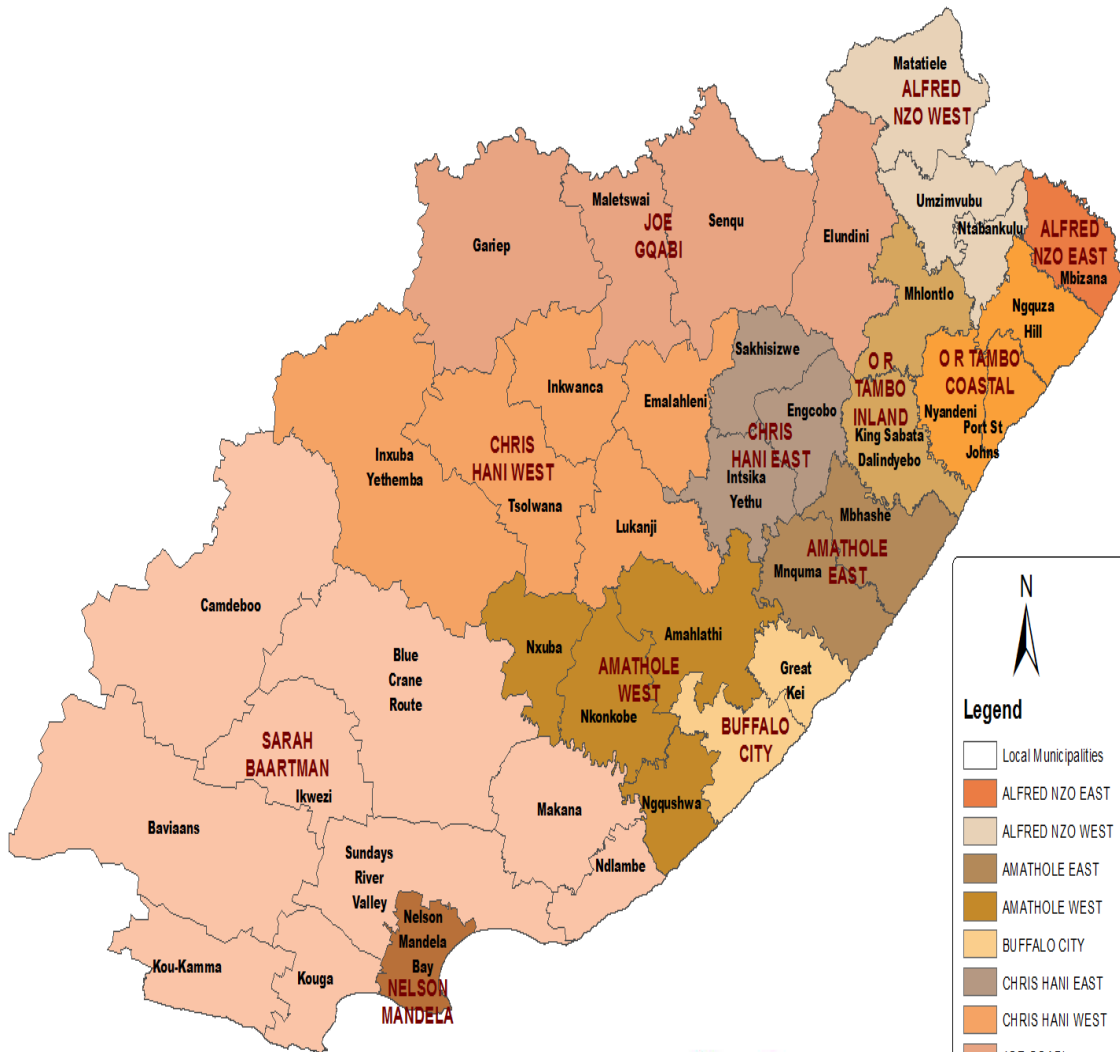 Matatiele
ALFRED
NZO WEST
Umzimvubu
Ntabankulu
ALFRED
NZO EAST
Mbizana
Maletswai
JOE
GQABI
Senqu
Elundini
Gariep
Mhlontlo
Ngquza
Hill
Sakhisizwe
O R
TAMBO
INLAND
O R TAMBO
COASTAL
Inkwanca
Emalahleni
Engcobo
Nyandeni
Port St
Johns
King Sabata
Dalindyebo
CHRIS
HANI WEST
CHRIS
HANI EAST
Inxuba
Yethemba
Intsika
Yethu
Tsolwana
Lukanji
Mbhashe
AMATHOLE
EAST
Mnquma
Camdeboo
Nxuba
Amahlathi
Blue
Crane
Route
AMATHOLE
WEST
Great
Kei
Nkonkobe
BUFFALO
CITY
SARAH
BAARTMAN
Ikwezi
Makana
Ngqushwa
Baviaans
Sundays
River
Valley
Ndlambe
Nelson
Mandela
Bay
NELSON
MANDELA
Kou-Kamma
Kouga
N
Legend
Local Municipalities
ALFRED NZO EAST
ALFRED NZO WEST
AMATHOLE EAST
AMATHOLE WEST
BUFFALO CITY
CHRIS HANI EAST
CHRIS HANI WEST